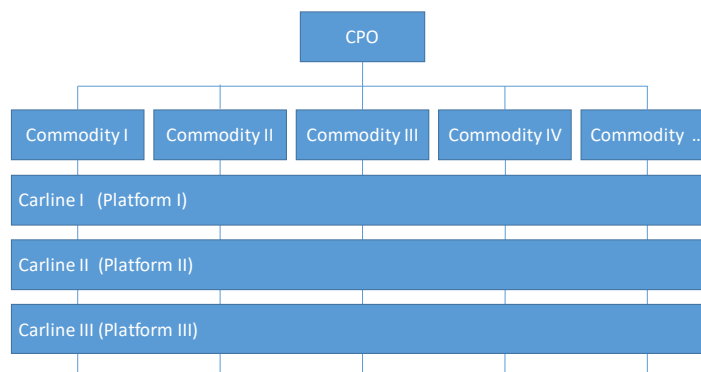 CPO
Commodity I
Commodity II
Commodity III
Commodity IV
Commodity ...
Carline I (Platform I)
Carline II (Platform II)
Carline III (Platform III)